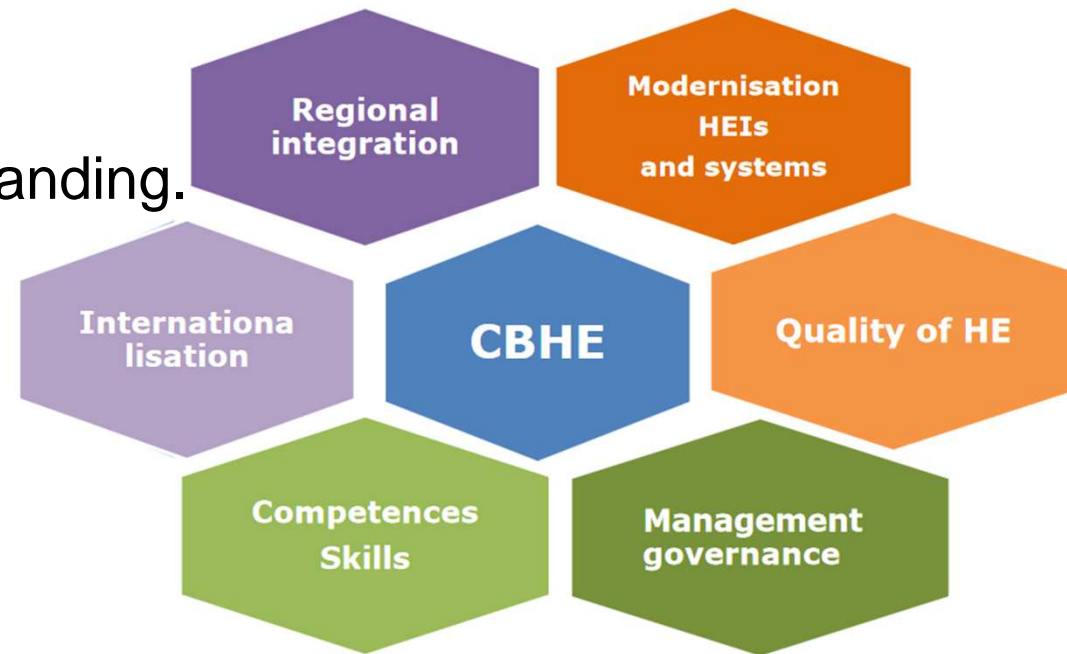 Regional
integration
Modernisation
HEIs
and systems
anding.
Internationa
lisation
CBHE
Quality of HE
Competences
Skills
Management
governance